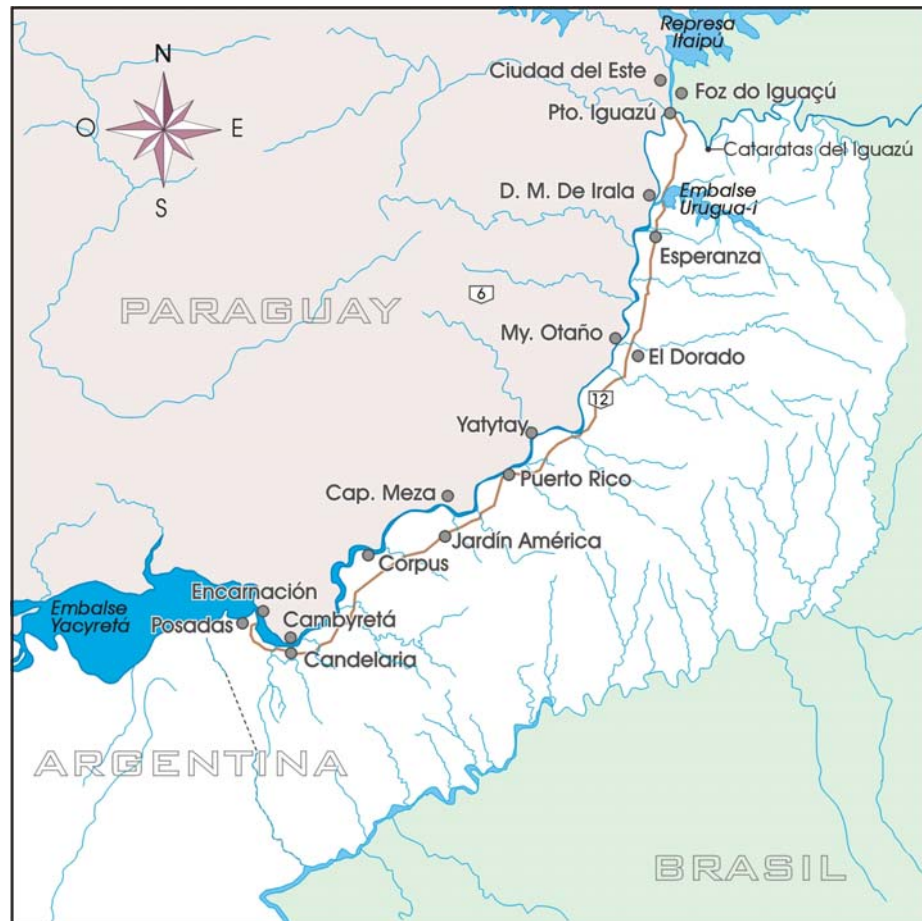 Represa
Itaipú
N
Ciudad del Este
Foz do Iguaçú
Pto. Iguazú
O
E
Cataratas del Iguazú
S
D. M. De Irala
Embalse
Urugua-i
Esperanza
6
PARAGUAY
My. Otaño
El Dorado
12
Yatytay
Puerto Rico
Cap. Meza
Jardín América
Corpus
Encarnación
Embalse
Yacyretá
Posadas
Cambyretá
Candelaria
ARGENTINA
BRASIL